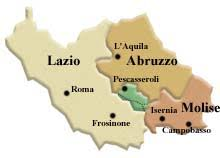 L'Aquila
Lazio
Abruzzo
Pescasseroli
Roma
Molise
Isernia
Frosinone
Campobasso